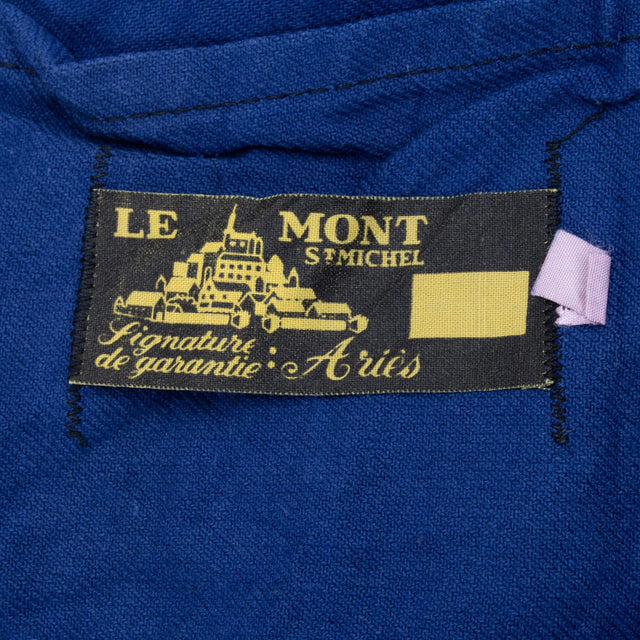 LE MONT
ST MICHEL
Signature
de garantie: Ariès